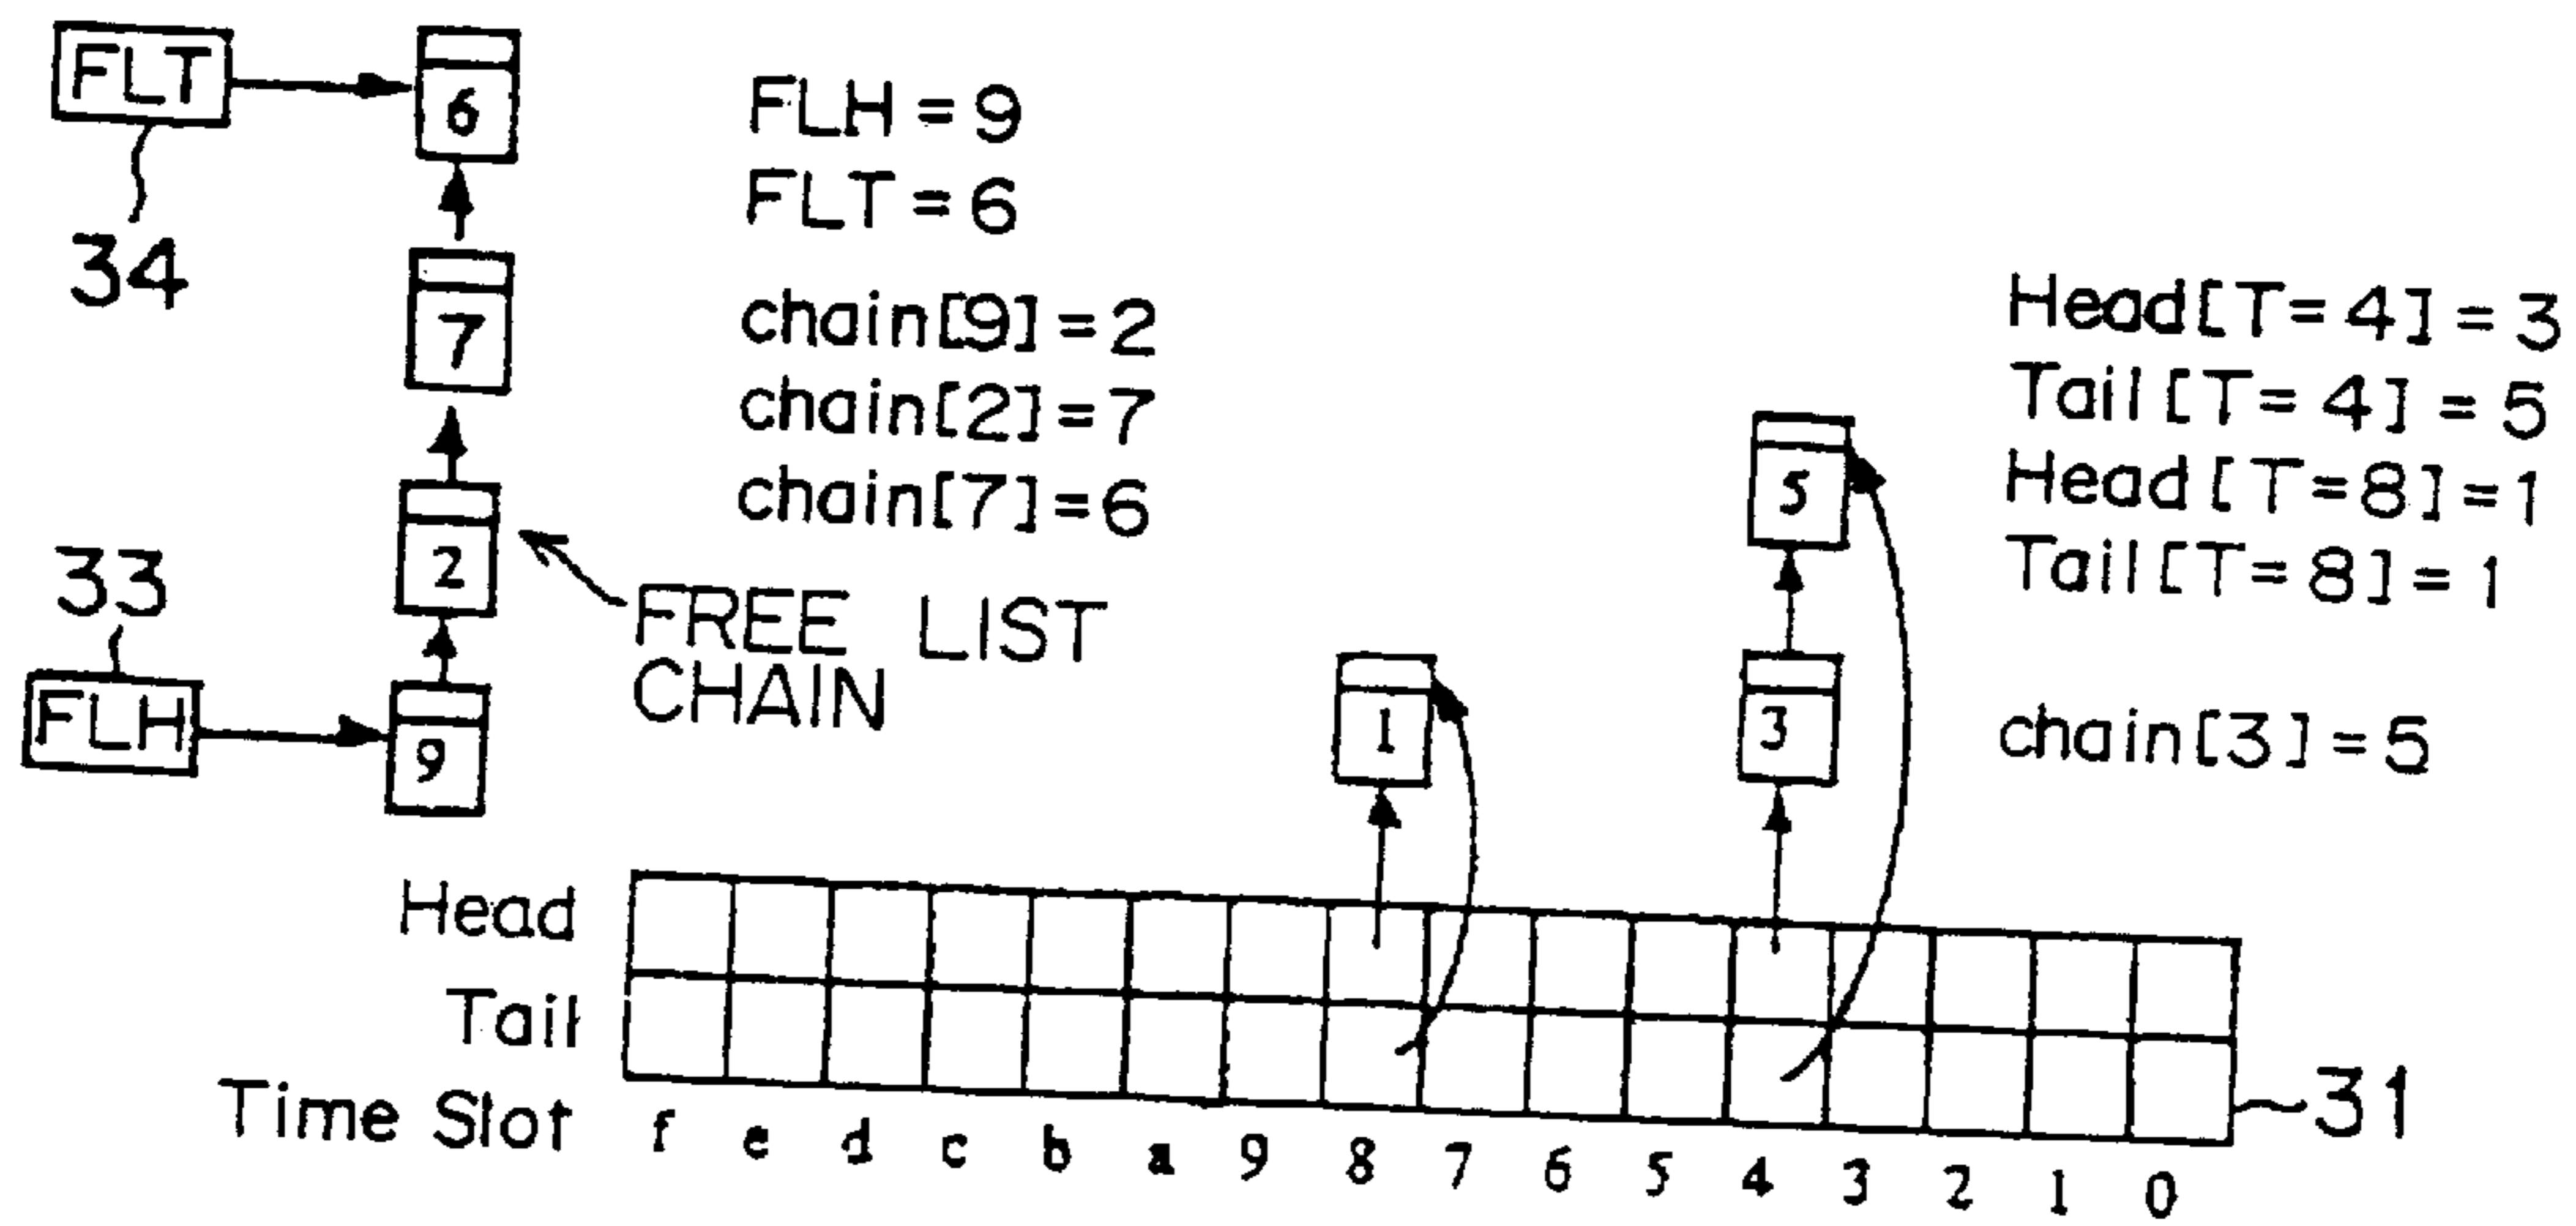 FLT
6
34
7
2
33
FLH
9
FLH = 9
FLT = 6
chain[9] = 2
chain[2] = 7
chain[7] = 6
FREE LIST
CHAIN
1
5
3
Head[T=4] = 3
Tail[T=4] = 5
Head[T=8] = 1
Tail[T=8] = 1
chain[3] = 5
Head
Tail
Time Slot f e d c b a 9 8 7 6 5 4 3 2 1 0
31